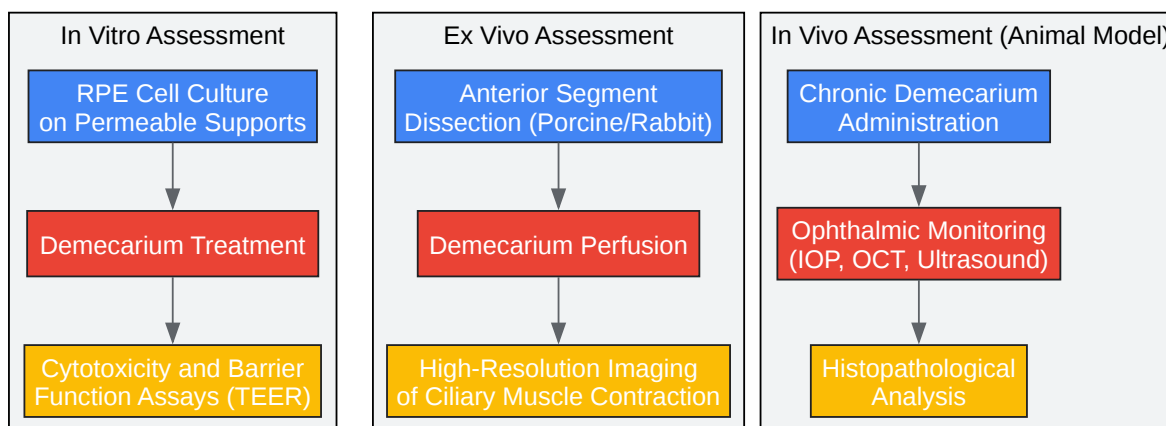 In Vitro Assessment
RPE Cell Culture
on Permeable Supports
Demecarium Treatment
Cytotoxicity and Barrier
Function Assays (TEER)
Ex Vivo Assessment
Anterior Segment
Dissection (Porcine/Rabbit)
Demecarium Perfusion
High-Resolution Imaging
of Ciliary Muscle Contraction
In Vivo Assessment (Animal Model)
Chronic Demecarium
Administration
Ophthalmic Monitoring
(IOP, OCT, Ultrasound)
Histopathological
Analysis